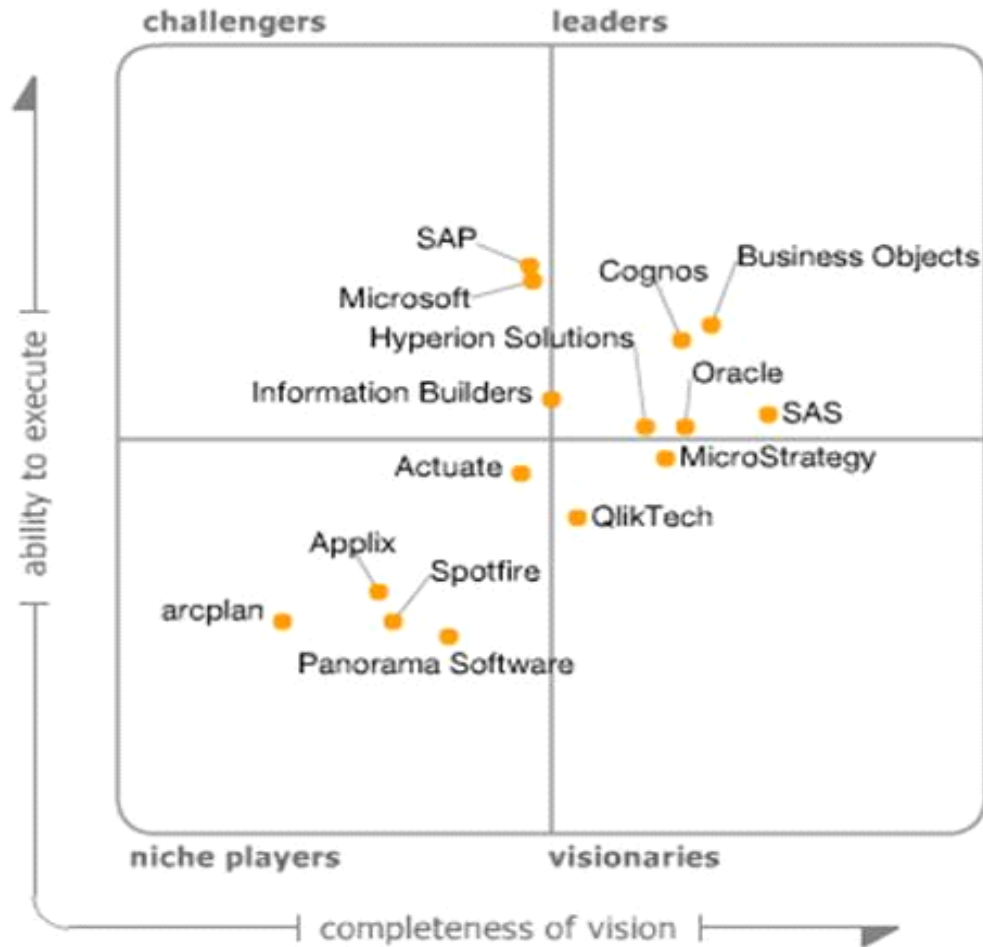 challengers
leaders
SAP
Business Objects
Cognos
Microsoft
Hyperion Solutions
Oracle
Information Builders
SAS
MicroStrategy
Actuate
QlikTech
Applix
Spotfire
arcplan
Panorama Software
niche players
visionaries
ability to execute
completeness of vision